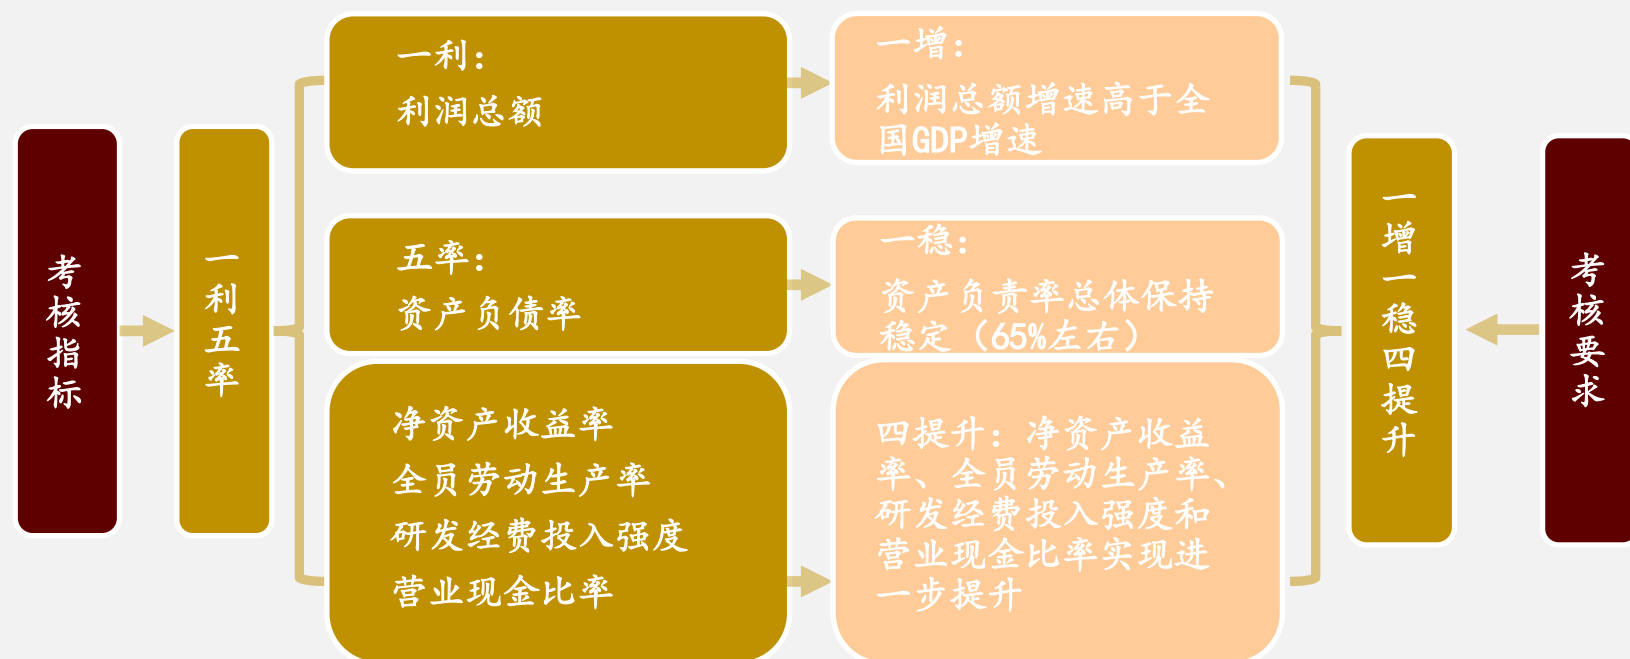 考核指标
一利五率
一利：
利润总额
五率：
资产负债率
净资产收益率
全员劳动生产率
研发经费投入强度
营业现金比率
一增：
利润总额增速高于全
国GDP增速
一稳：
资产负责率总体保持
稳定（65%左右）
四提升：净资产收益
率、全员劳动生产率、
研发经费投入强度和
营业现金比率实现进
一步提升
一增一稳四提升
考核要求